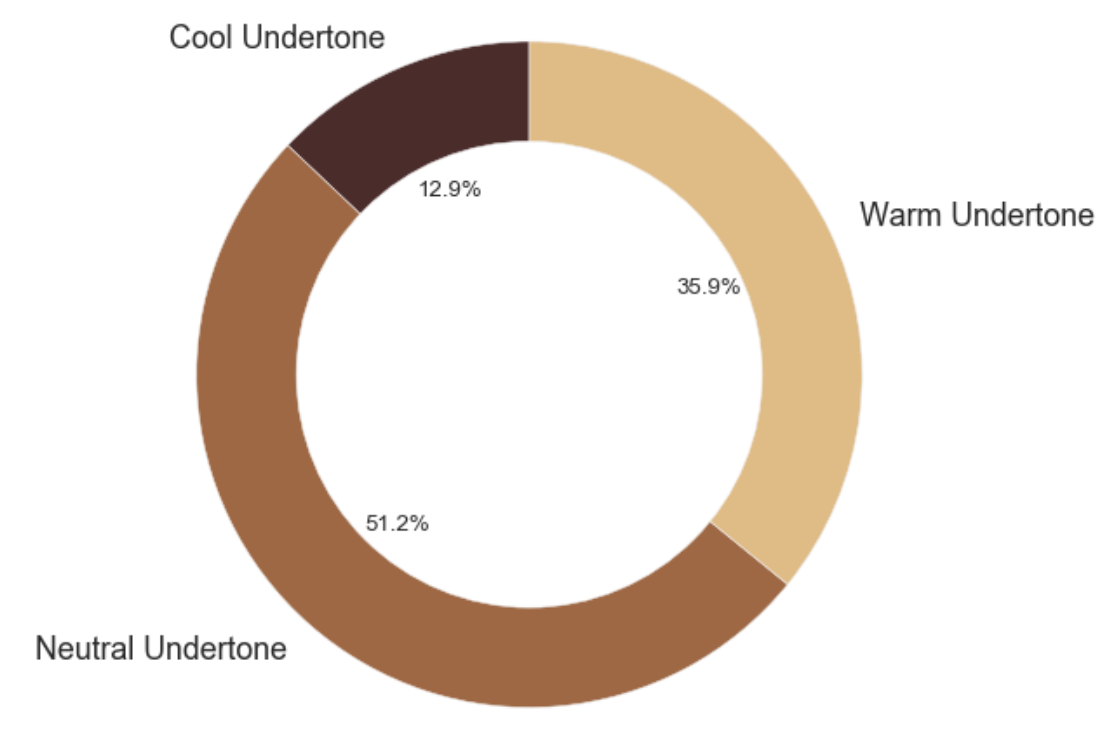 Cool Undertone
12.9%
Warm Undertone
35.9%
51.2%
Neutral Undertone